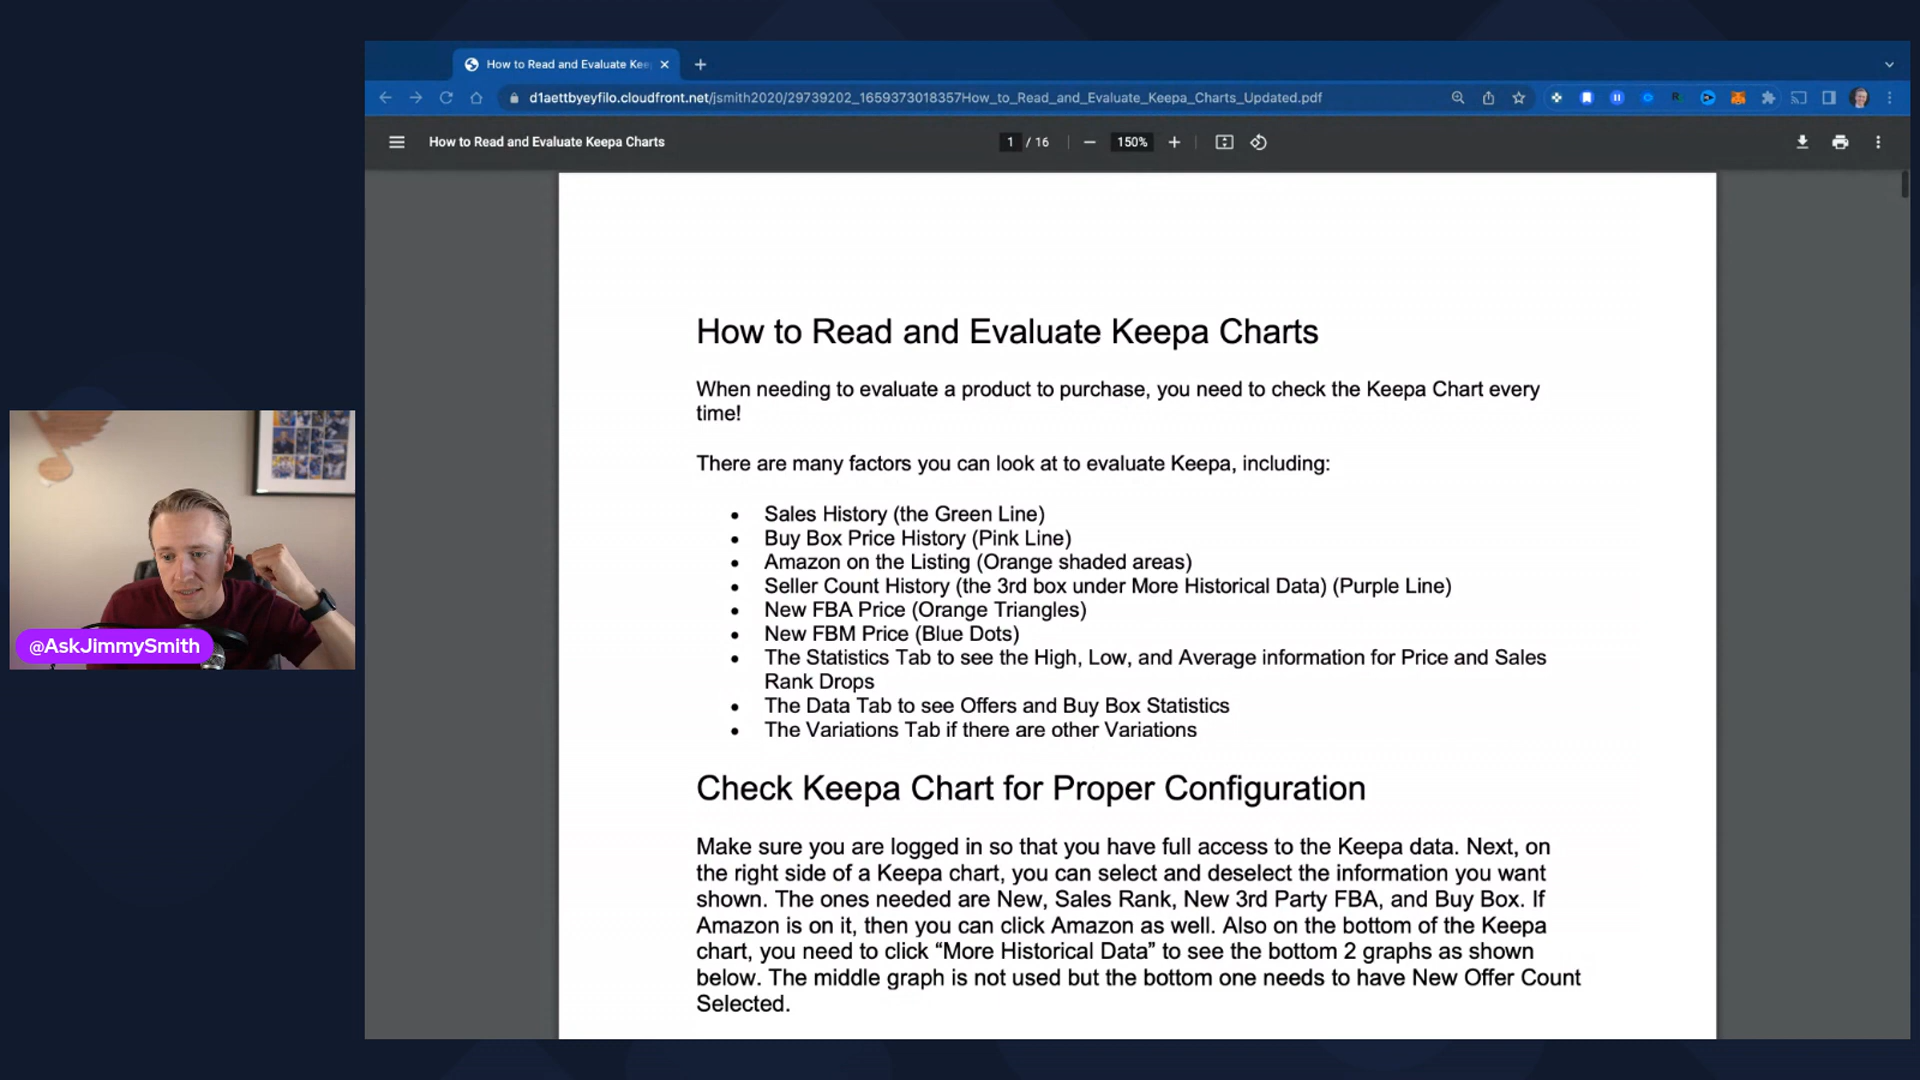 How to Read and Evaluate Kee
d1aettbyeyfilo.cloudfront.net/jsmith2020/29739202_1659373018357How_to_Read_and_Evaluate_Keepa_Charts_Updated.pdf
How to Read and Evaluate Keepa Charts
1 / 16
150%
How to Read and Evaluate Keepa Charts
When needing to evaluate a product to purchase, you need to check the Keepa Chart every
time!
There are many factors you can look at to evaluate Keepa, including:
• Sales History (the Green Line)
• Buy Box Price History (Pink Line)
• Amazon on the Listing (Orange shaded areas)
• Seller Count History (the 3rd box under More Historical Data) (Purple Line)
• New FBA Price (Orange Triangles)
• New FBM Price (Blue Dots)
• The Statistics Tab to see the High, Low, and Average information for Price and Sales
Rank Drops
• The Data Tab to see Offers and Buy Box Statistics
• The Variations Tab if there are other Variations
Check Keepa Chart for Proper Configuration
Make sure you are logged in so that you have full access to the Keepa data. Next, on
the right side of a Keepa chart, you can select and deselect the information you want
shown. The ones needed are New, Sales Rank, New 3rd Party FBA, and Buy Box. If
Amazon is on it, then you can click Amazon as well. Also on the bottom of the Keepa
chart, you need to click “More Historical Data” to see the bottom 2 graphs as shown
below. The middle graph is not used but the bottom one needs to have New Offer Count
Selected.
@AskJimmySmith